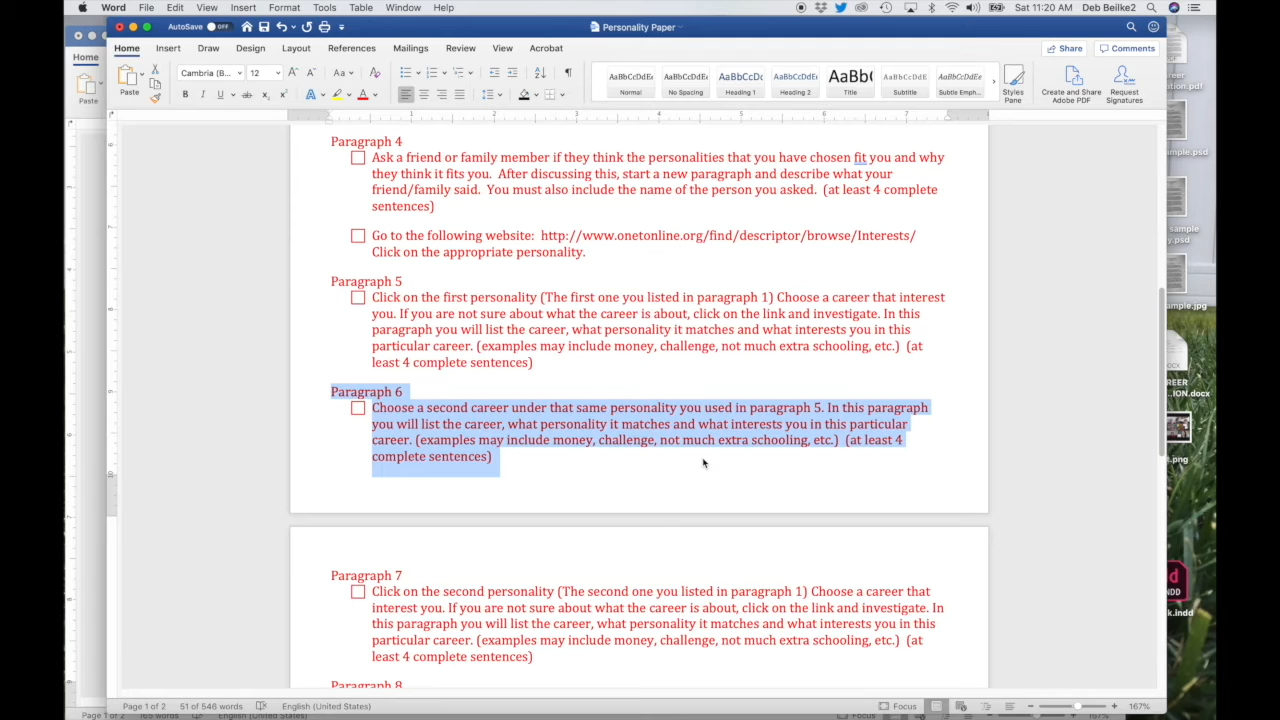 Word File Edit View Insert Format Tools Table Window Help Sat 11:20 AM Deb Beilke2
AutoSave OFF Personality Paper
Home Insert Draw Design Layout References Mailings Review View Acrobat Share Comments
Home
Paste
Paste
Cambria (B... 12
AaBbCcDdEe AaBbCcDdEe AaBbCcDc AaBbCcDdEe AaBb( AaBbCcDdEe AaBbCcDdEe
Normal No Spacing Heading 1 Heading 2 Title Subtitle Subtle Emph...
Styles Pane
Create and Share Adobe PDF
Request Signatures
Paragraph 4
Ask a friend or family member if they think the personalities that you have chosen fit you and why
they think it fits you. After discussing this, start a new paragraph and describe what your
friend/family said. You must also include the name of the person you asked. (at least 4 complete
sentences)
Go to the following website: http://www.onetonline.org/find/descriptor/browse/Interests/
Click on the appropriate personality.
Paragraph 5
Click on the first personality (The first one you listed in paragraph 1) Choose a career that interest
you. If you are not sure about what the career is about, click on the link and investigate. In this
paragraph you will list the career, what personality it matches and what interests you in this
particular career. (examples may include money, challenge, not much extra schooling, etc.) (at
least 4 complete sentences)
Paragraph 6
Choose a second career under that same personality you used in paragraph 5. In this paragraph
you will list the career, what personality it matches and what interests you in this particular
career. (examples may include money, challenge, not much extra schooling, etc.) (at least 4
complete sentences)
Paragraph 7
Click on the second personality (The second one you listed in paragraph 1) Choose a career that
interest you. If you are not sure about what the career is about, click on the link and investigate. In
this paragraph you will list the career, what personality it matches and what interests you in this
particular career. (examples may include money, challenge, not much extra schooling, etc.) (at
least 4 complete sentences)
Paragraph 8
Page 1 of 2 51 of 546 words English (United States) Focus 167%